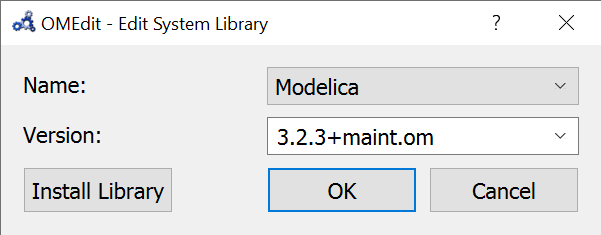 OMEdit - Edit System Library ?
Name: Modelica
Version: 3.2.3+maint.om
Install Library OK Cancel